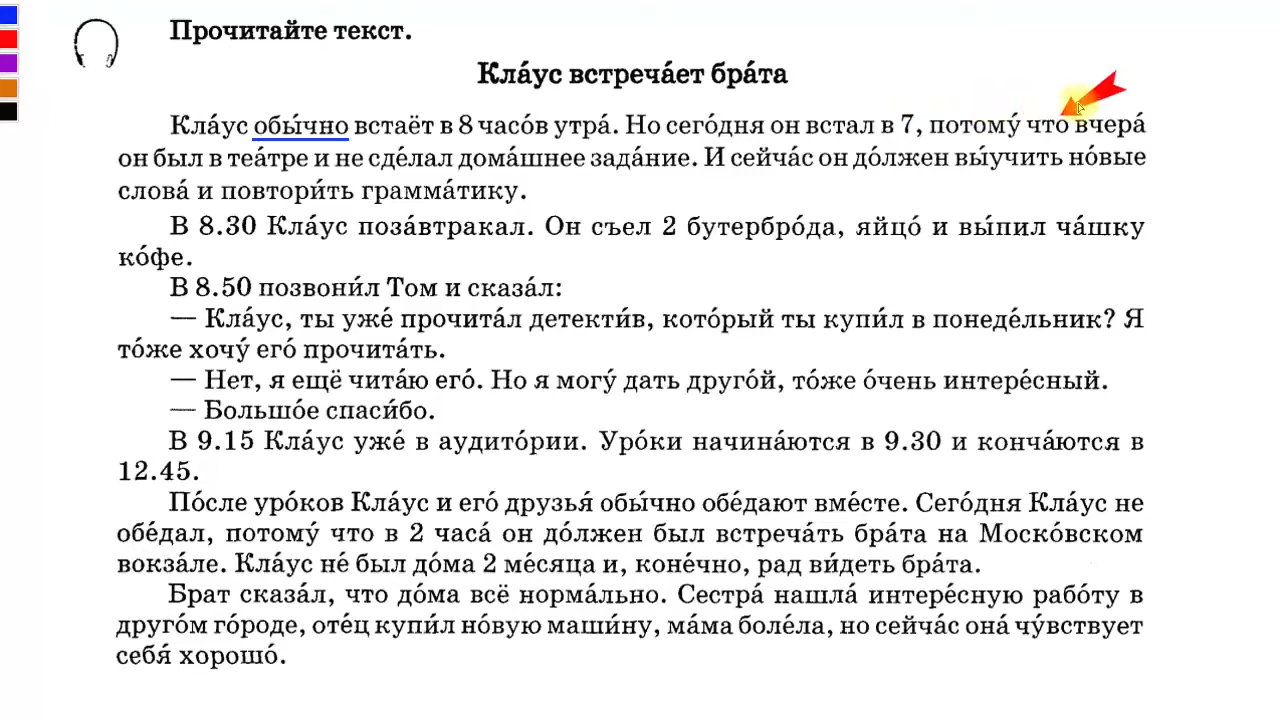 Прочитайте текст.
Кла́ус встреча́ет бра́та
Кла́ус обы́чно встаёт в 8 часо́в утра́. Но сего́дня он встал в 7, потому́ что вчера́
он был в теа́тре и не сде́лал дома́шнее зада́ние. И сейча́с он до́лжен вы́учить но́вые
слова́ и повтори́ть грамма́тику.
В 8.30 Кла́ус поза́втракал. Он съел 2 бутербро́да, яйцо́ и вы́пил ча́шку
ко́фе.
В 8.50 позвони́л Том и сказа́л:
— Кла́ус, ты уже́ прочита́л детекти́в, кото́рый ты купи́л в понеде́льник? Я
то́же хочу́ его́ прочита́ть.
— Нет, я ещё чита́ю его́. Но я могу́ дать друго́й, то́же о́чень интере́сный.
— Большо́е спаси́бо.
В 9.15 Кла́ус уже́ в аудито́рии. Уро́ки начина́ются в 9.30 и конча́ются в
12.45.
По́сле уро́ков Кла́ус и его́ друзья́ обы́чно обе́дают вме́сте. Сего́дня Кла́ус не
обе́дал, потому́ что в 2 часа́ он до́лжен был встреча́ть бра́та на Моско́вском
вокза́ле. Кла́ус не́ был до́ма 2 ме́сяца и, коне́чно, рад ви́деть бра́та.
Брат сказа́л, что до́ма всё норма́льно. Сестра́ нашла́ интере́сную рабо́ту в
друго́м го́роде, оте́ц купи́л но́вую маши́ну, ма́ма боле́ла, но сейча́с она́ чу́вствует
себя́ хорошо́.